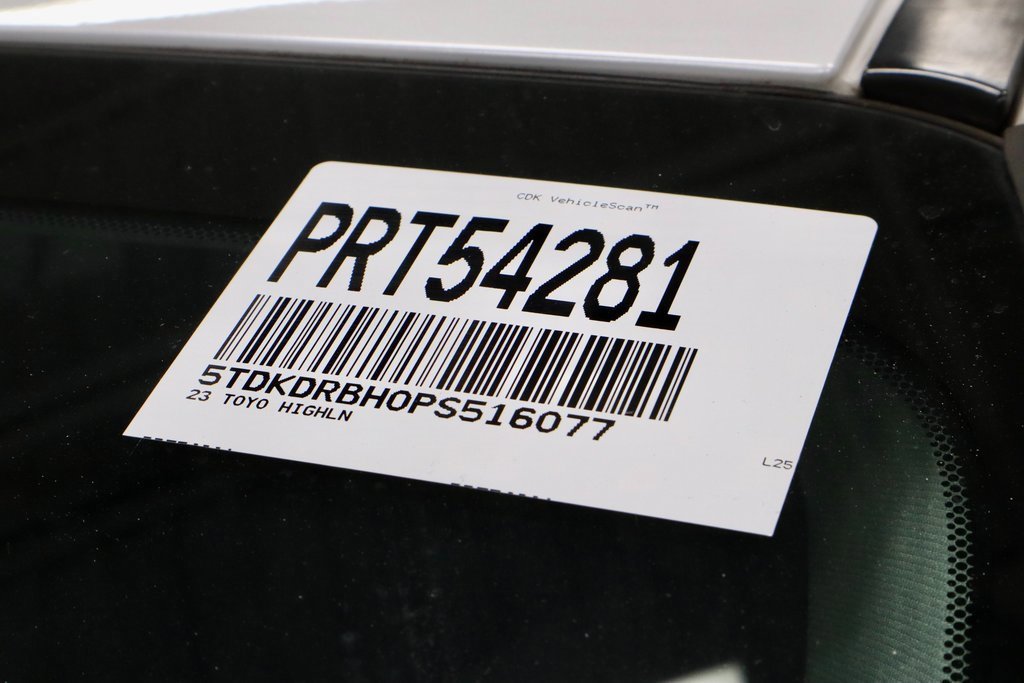 CDK VehicleScan™
PRT54281
5TDKDRBH0PS516077
23 TOYO HIGHLN
L25